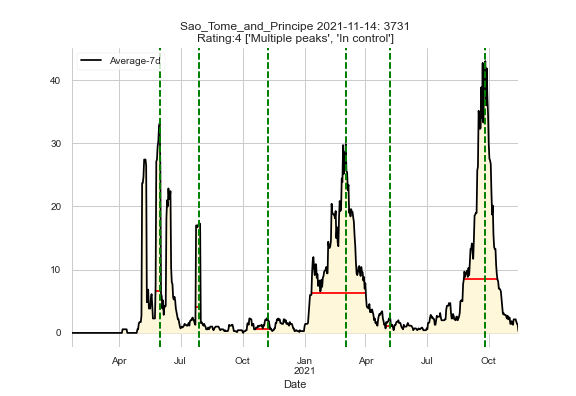 Sao_Tome_and_Principe 2021-11-14: 3731
Rating:4 ['Multiple peaks', 'In control']
Average-7d
40
30
20
10
0
Apr Jul Oct Jan Apr Jul Oct
2021
Date